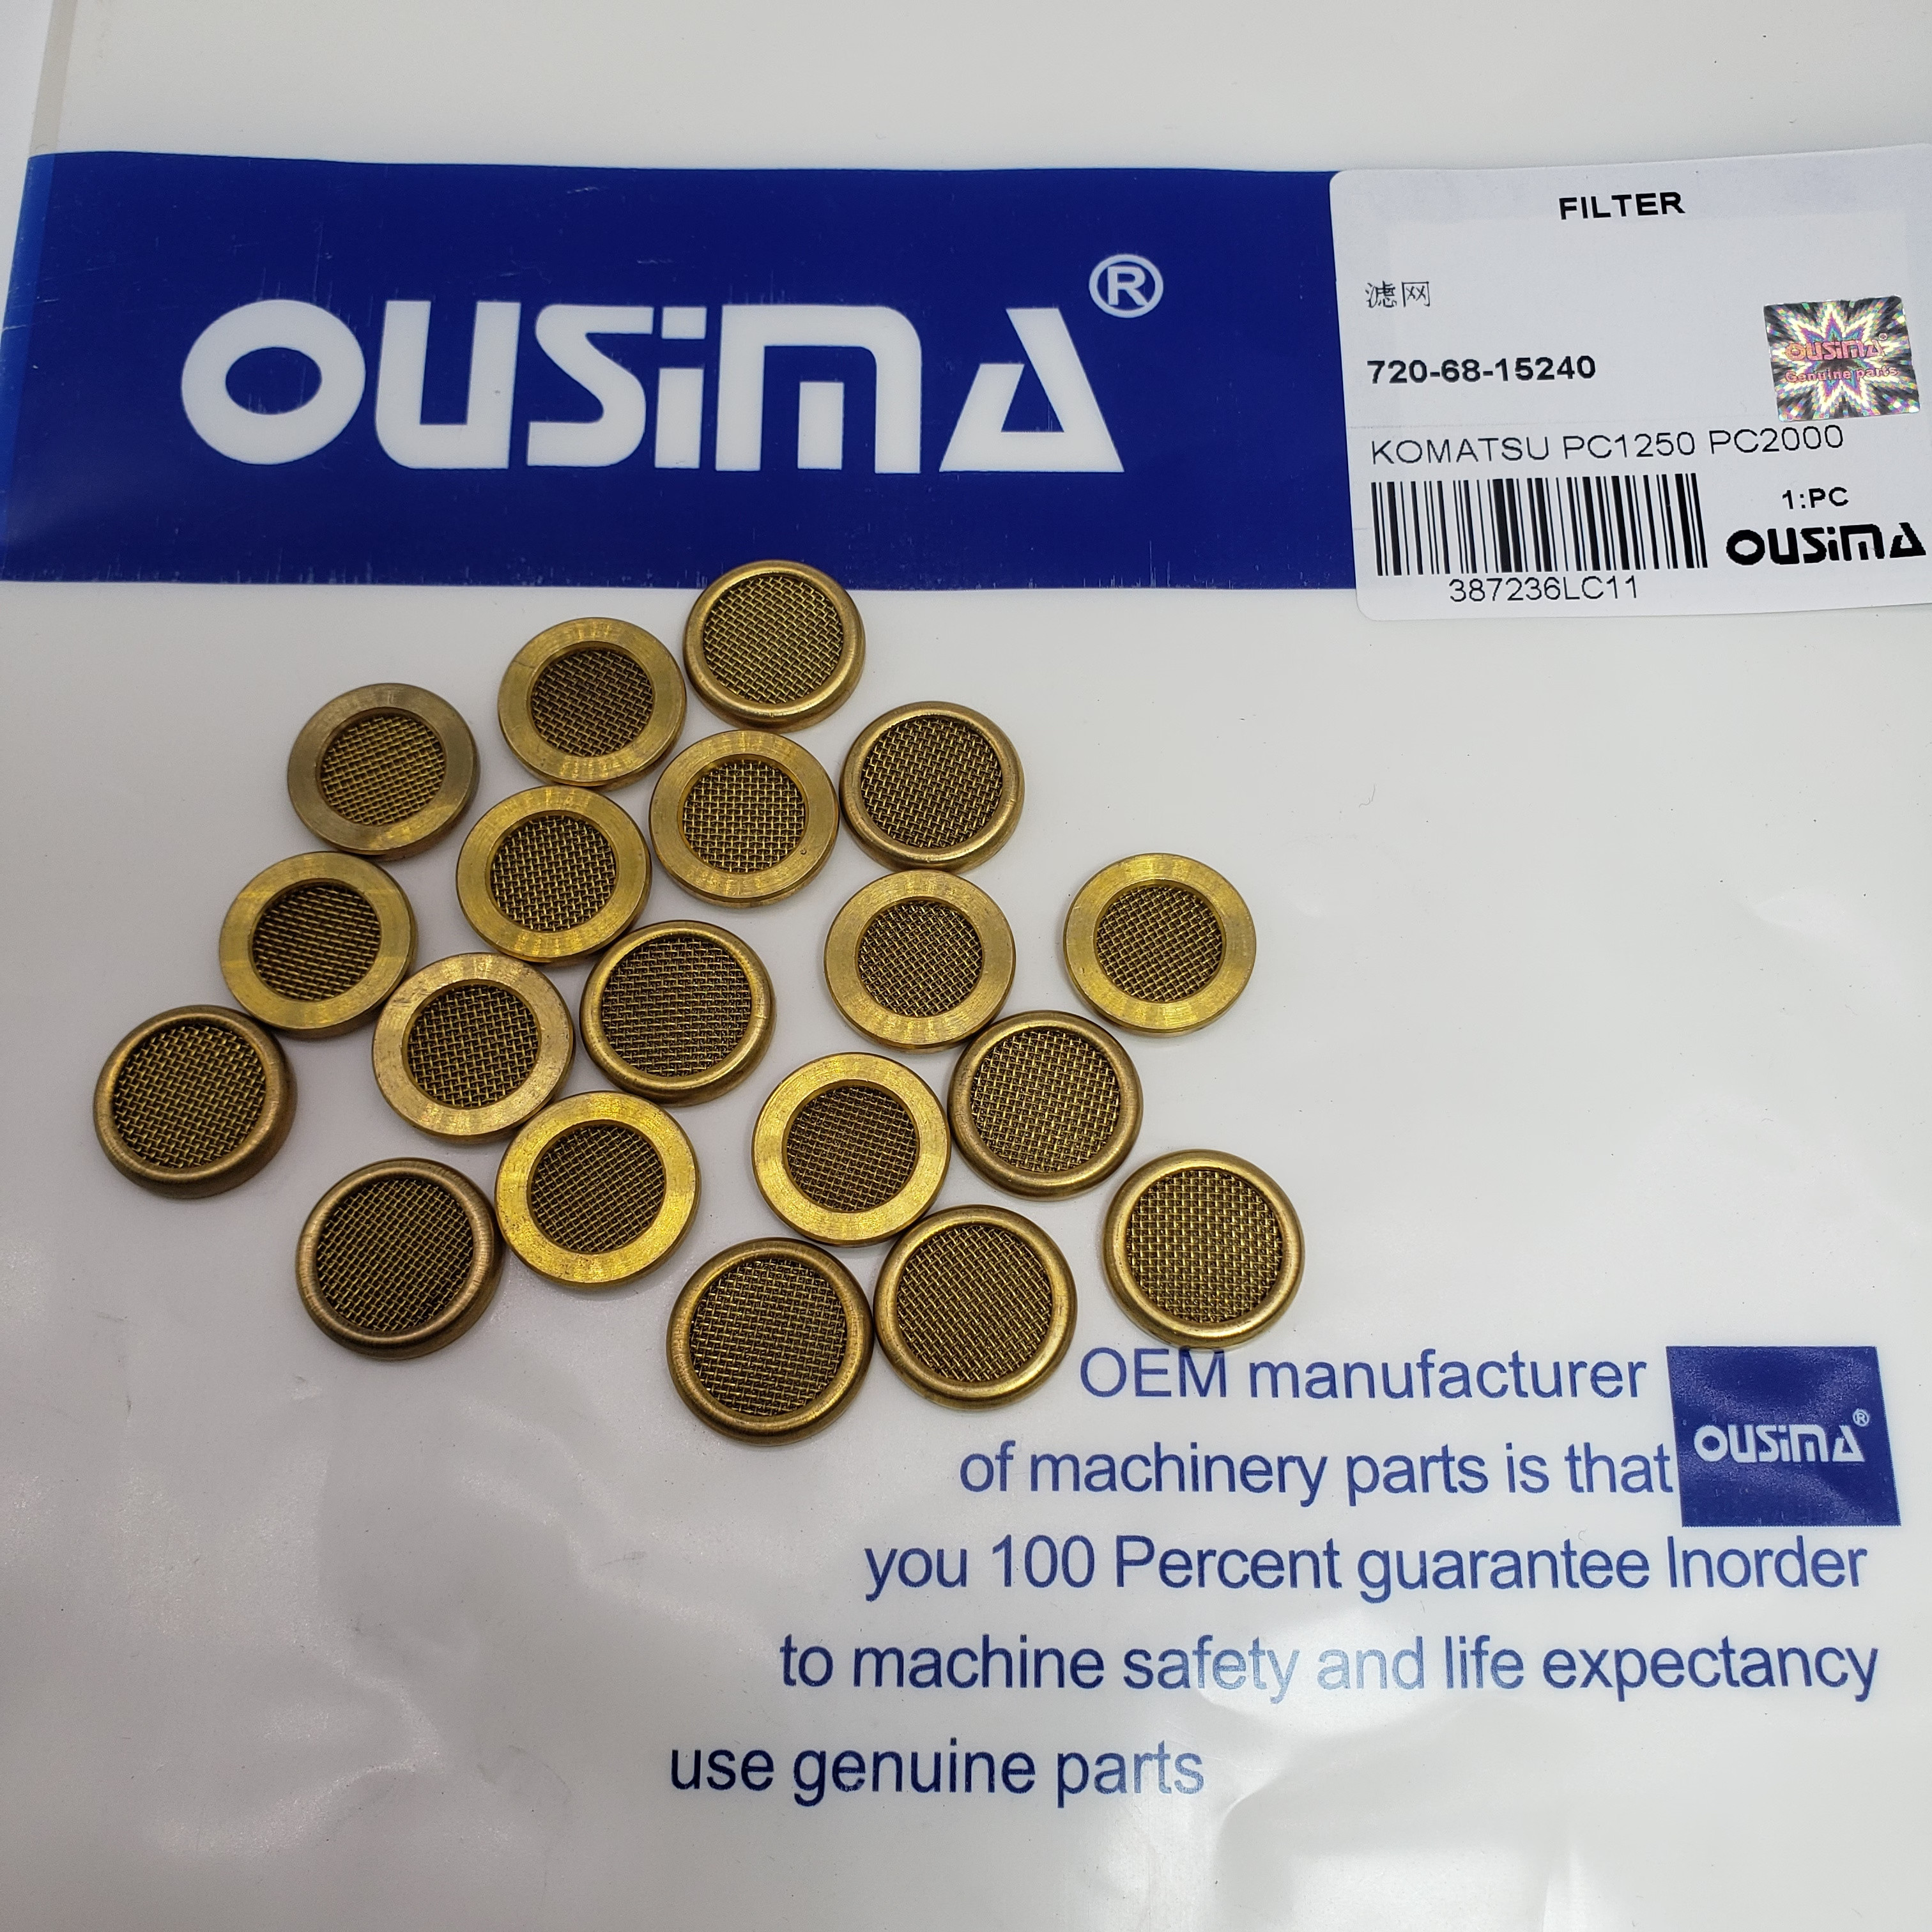 OUSiMA®
FILTER
滤网
720-68-15240
OUSiMA®
Genuine parts
KOMATSU PC1250 PC2000
1:PC
OUSiMA
387236LC11
OEM manufacturer
of machinery parts is that
OUSiMA®
you 100 Percent guarantee Inorder
to machine safety and life expectancy
use genuine parts